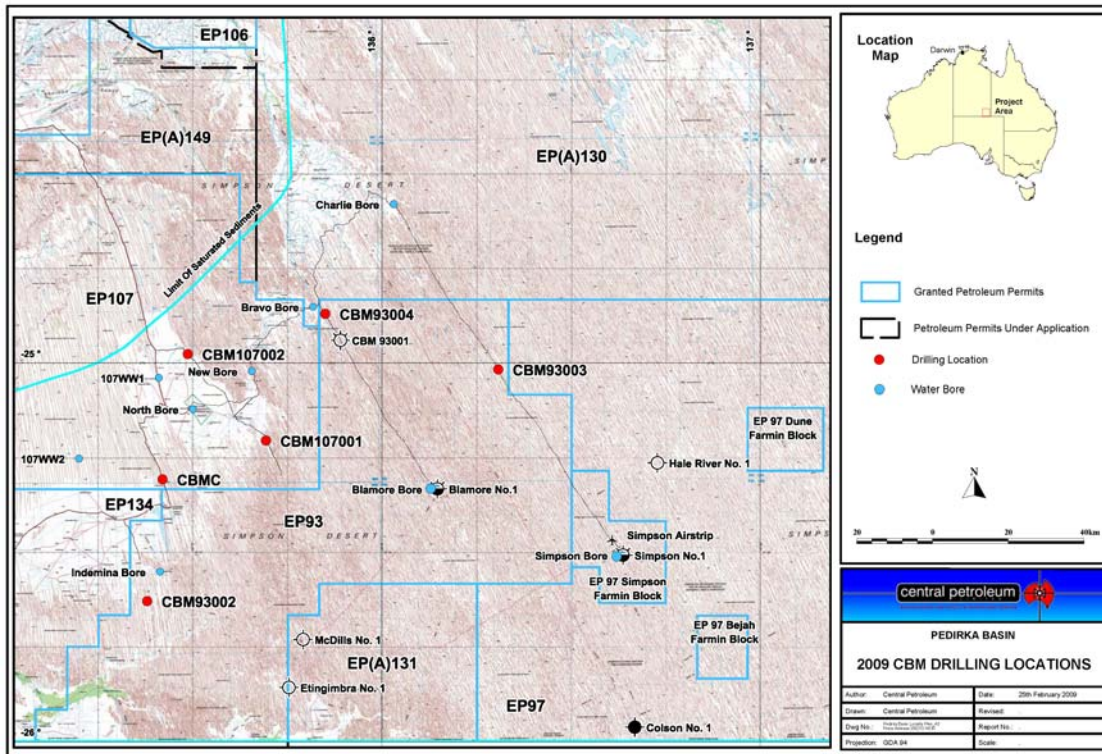 EP106
136
137
EP(A)149
EP(A)130
SIMPSON
DESERT
Charlie Bore
Limit Of Saturated Sediments
EP107
Bravo Bore
CBM93004
CBM 93001
-25 °
CBM107002
New Bore
107WW1
CBM93003
North Bore
EP 97 Dune
Farmin Block
CBM107001
107WW2
Hale River No. 1
CBMC
Blamore Bore
Blamore No.1
EP134
EP93
SIMPSON
DESERT
Simpson Airstrip
Simpson Bore
Simpson No.1
Indemina Bore
EP 97 Simpson
Farmin Block
CBM93002
EP 97 Bejah
Farmin Block
McDills No. 1
EP(A)131
Etingimbra No. 1
EP97
Colson No. 1
Location
Map
Darwin
Project
Area
Legend
Granted Petroleum Permits
Petroleum Permits Under Application
Drilling Location
Water Bore
N
20 0 20 40km
central petroleum
PEDIRKA BASIN
2009 CBM DRILLING LOCATIONS
Author: Central Petroleum
Date: 25th February 2009
Drawn: Central Petroleum
Revised:
Dwg No.:
Report No.:
Projection: GDA 94
Scale: